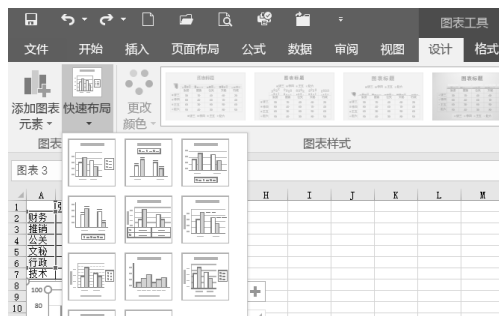 图表工具
文件 开始 插入 页面布局 公式 数据 审阅 视图 设计 格式
添加图表元素 快速布局 更改颜色
图表 图表样式
图表 3
A H I J K L M
1
2 财务
3 推销
4 公关
5 文秘
6 行政
7 技术
8
9 100
10 80